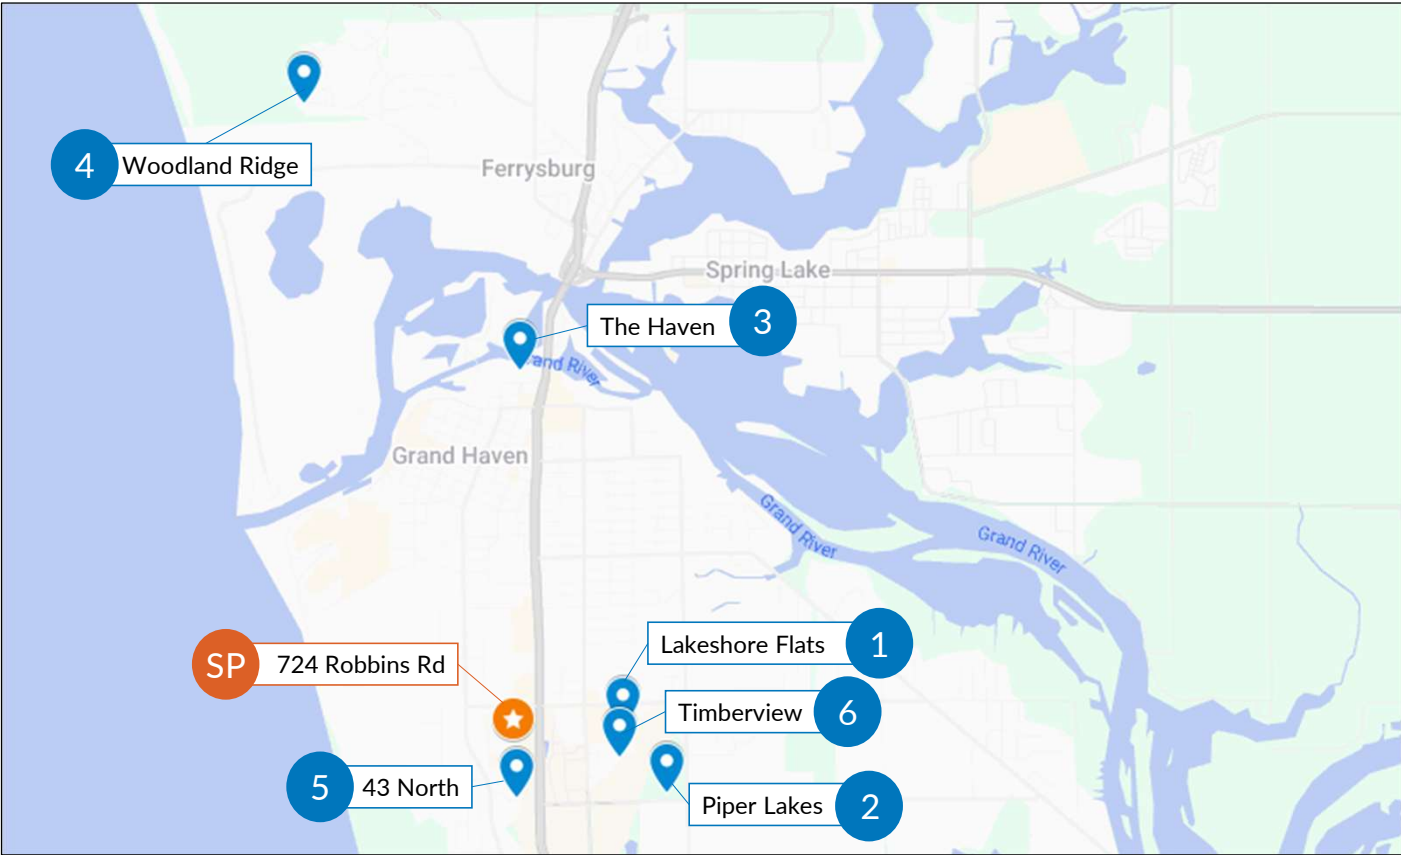 4 Woodland Ridge
Ferrysburg
Spring Lake
The Haven 3
rand River
Grand Haven
Grand River
Grand River
Lakeshore Flats 1
SP 724 Robbins Rd
Timberview 6
5 43 North
Piper Lakes 2